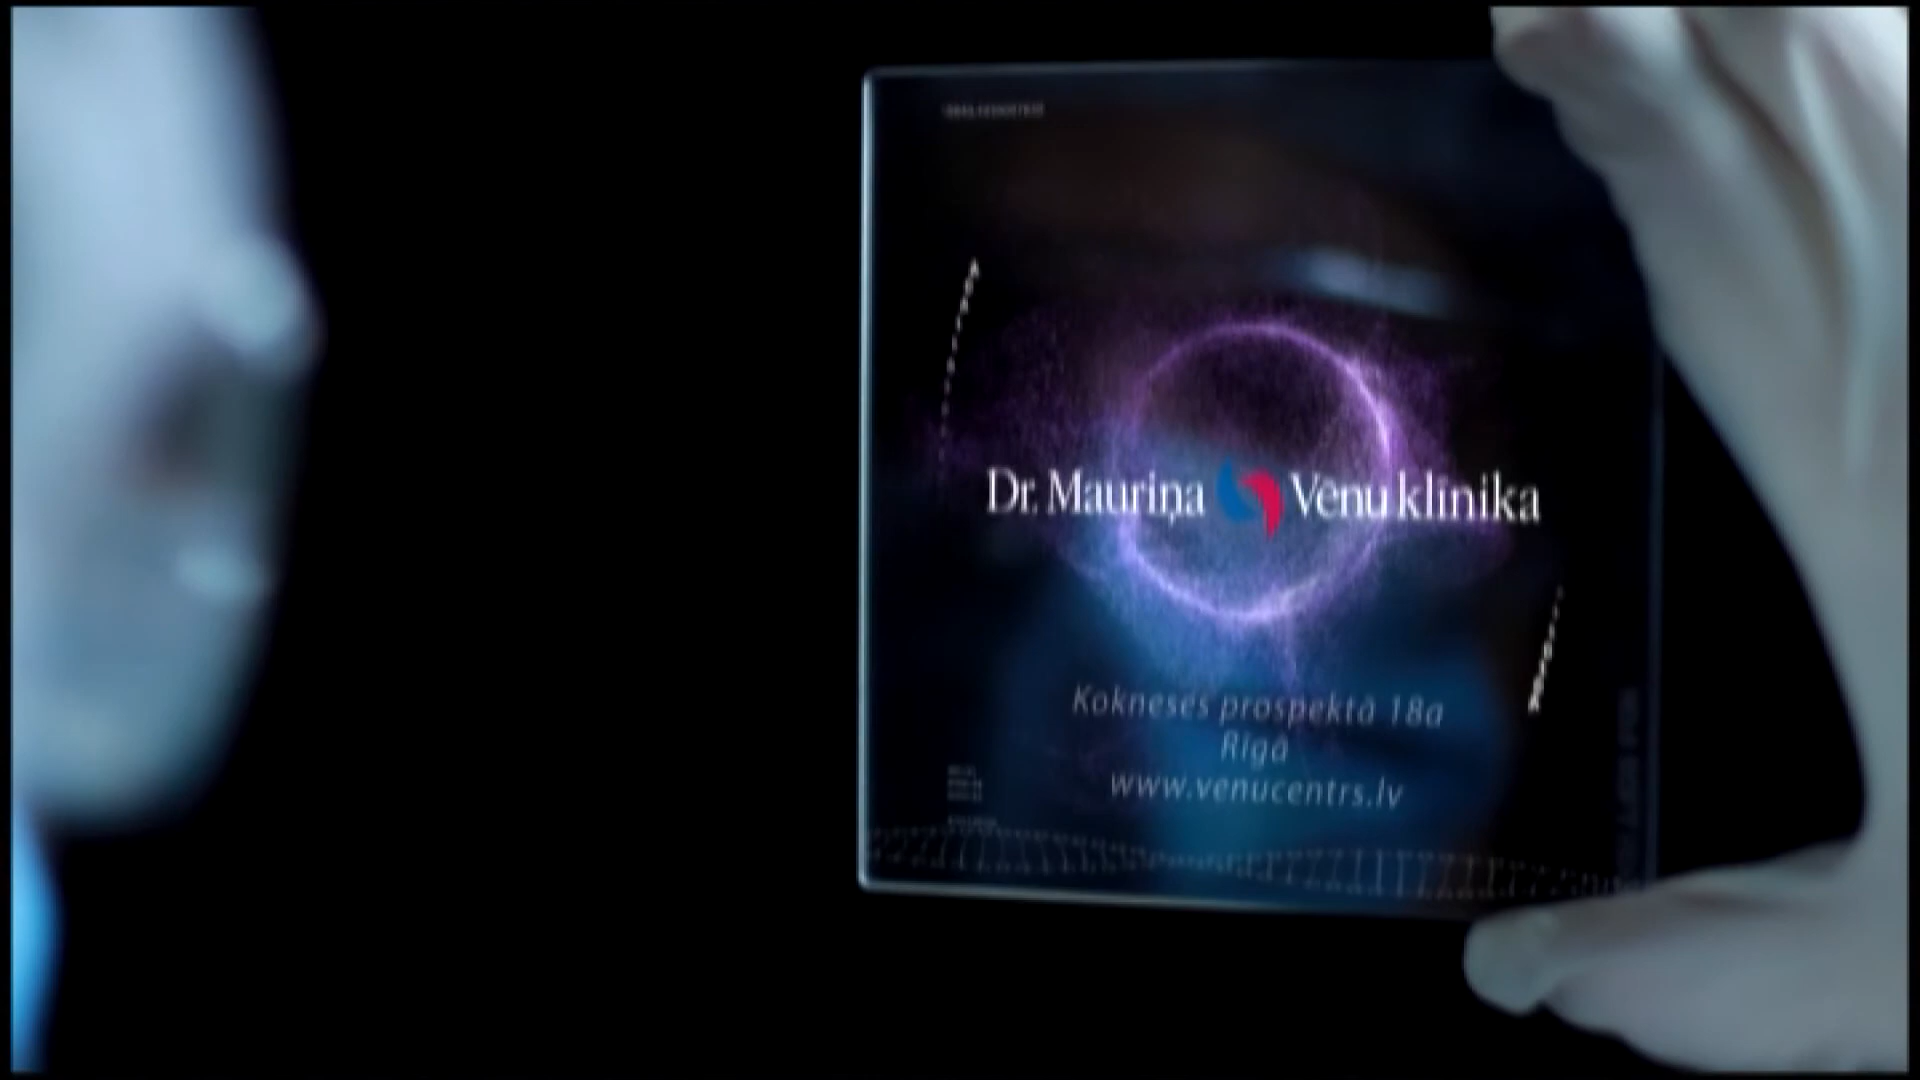 Dr. Mauriņa Vēnu klīnika
Kokneses prospektā 18a
Rīgā
www.venucentrs.lv